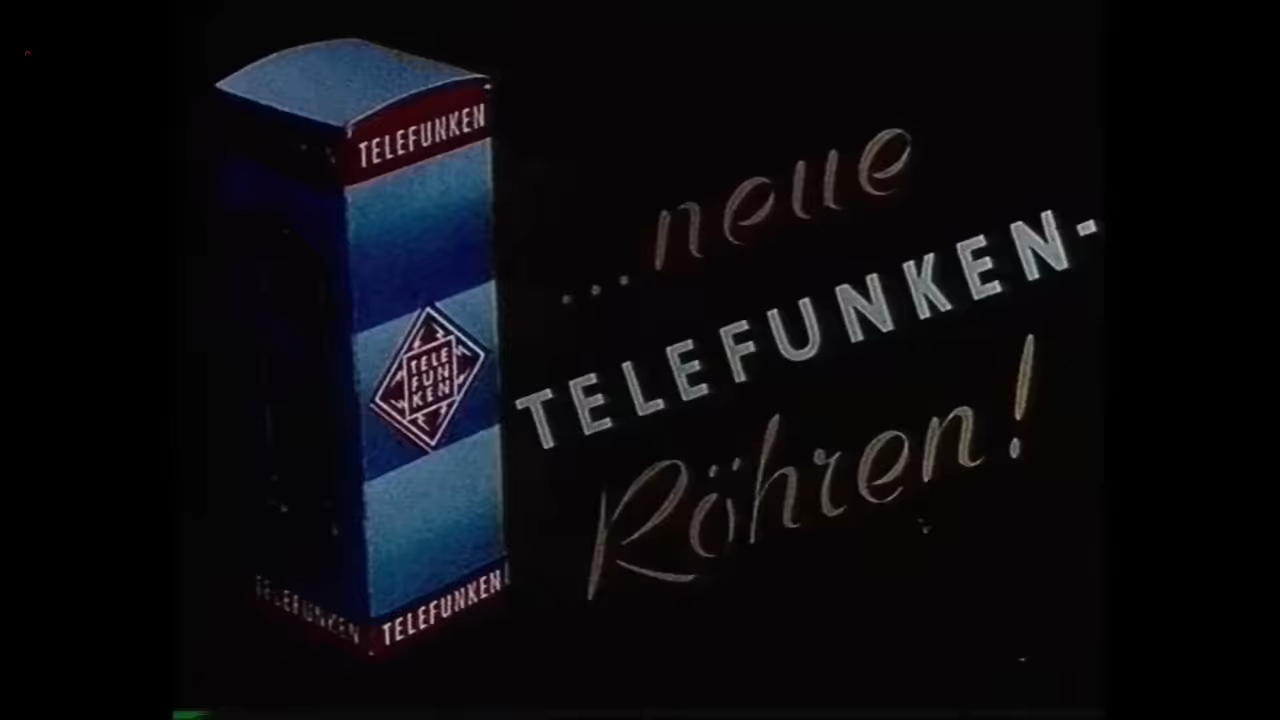 TELEFUNKEN
...neue
TELEFUNKEN-
Röhren!
TELE
FUN
KEN
TELEFUNKEN
TELEFUNKEN